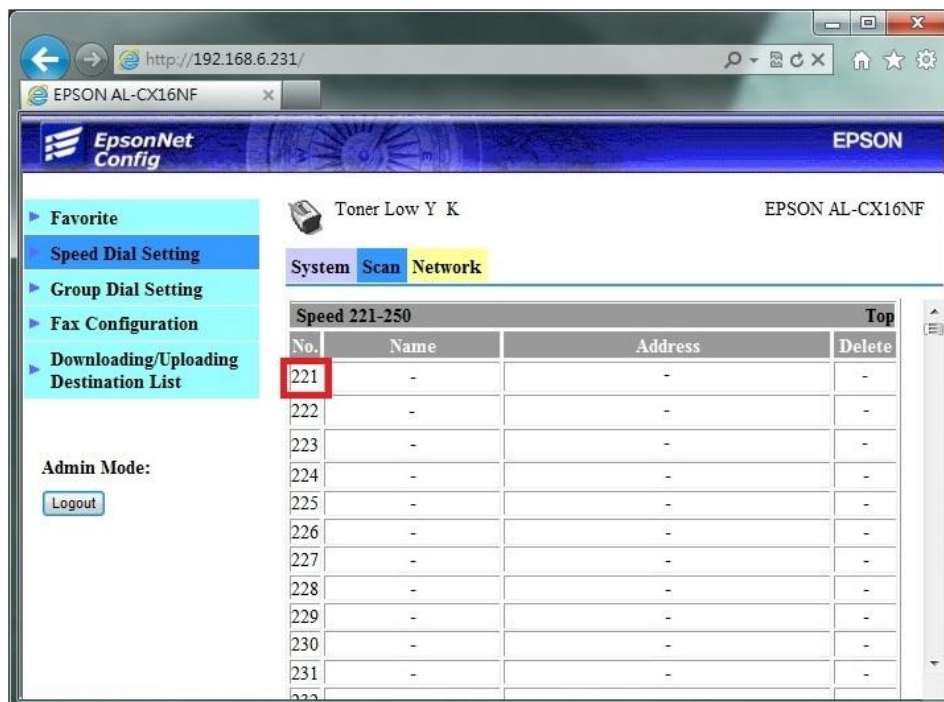 http://192.168.6.231/
EPSON AL-CX16NF
EpsonNet
Config
EPSON
Favorite
Speed Dial Setting
Group Dial Setting
Fax Configuration
Downloading/Uploading
Destination List
Admin Mode:
Logout
Toner Low Y K
EPSON AL-CX16NF
System Scan Network
Speed 221-250 Top
No. Name Address Delete
221 - - -
222 - - -
223 - - -
224 - - -
225 - - -
226 - - -
227 - - -
228 - - -
229 - - -
230 - - -
231 - - -